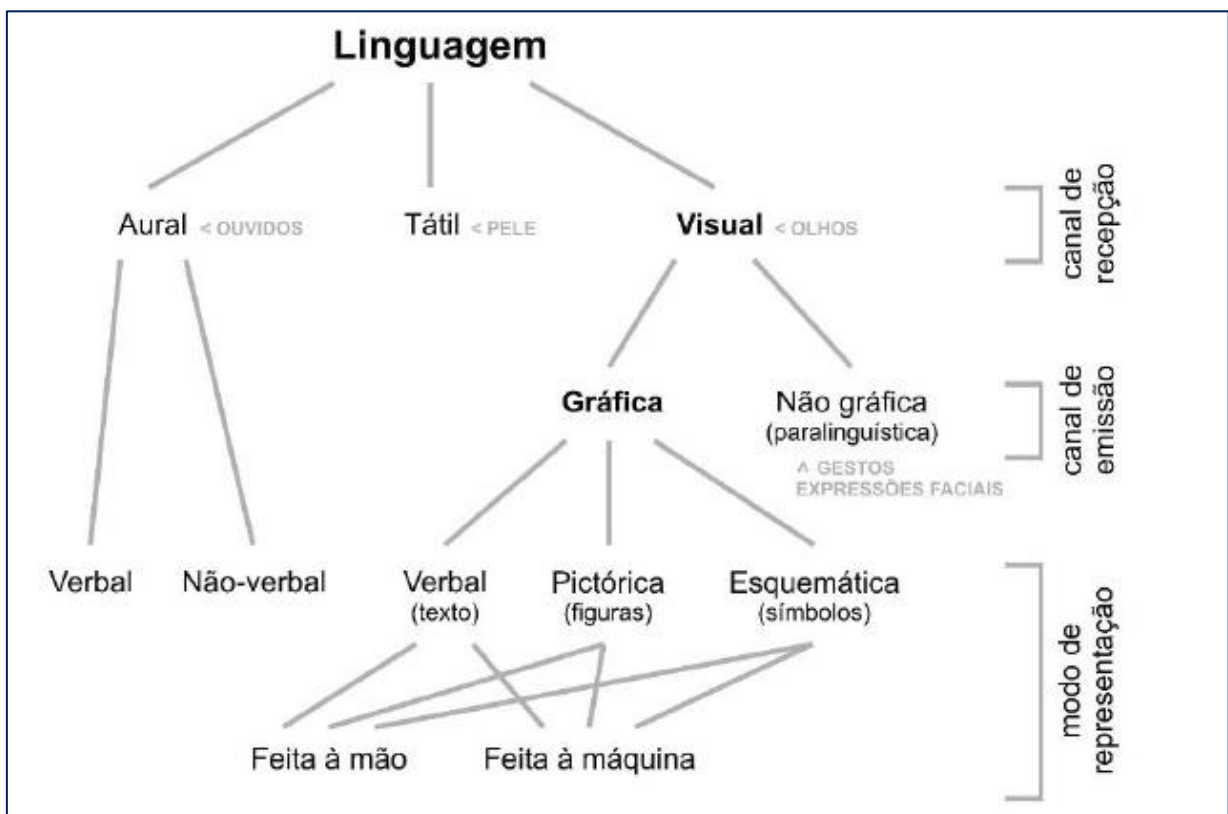 Linguagem
Aural < OUVIDOS
Tátil < PELE
Visual < OLHOS
canal de
recepção
Gráfica
Não gráfica
(paralinguística)
^ GESTOS
EXPRESSÕES FACIAIS
canal de
emissão
Verbal
Não-verbal
Verbal
(texto)
Pictórica
(figuras)
Esquemática
(símbolos)
Feita à mão
Feita à máquina
modo de
representação